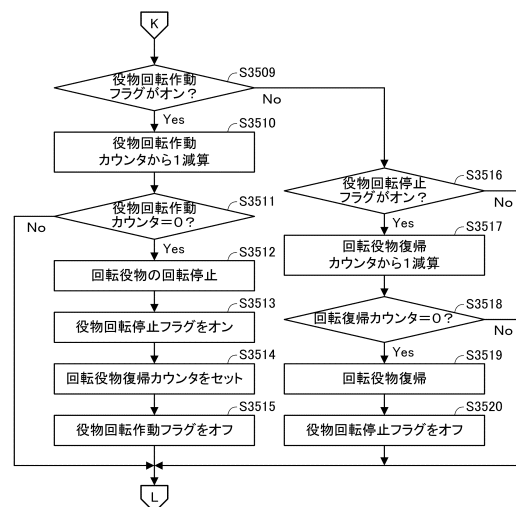 K
S3509
役物回転作動
フラグがオン？
No
Yes
S3510
役物回転作動
カウンタから1減算
S3511
役物回転作動
カウンタ=0？
No
Yes
S3512
回転役物の回転停止
S3513
役物回転停止フラグをオン
S3514
回転役物復帰カウンタをセット
S3515
役物回転作動フラグをオフ
S3516
役物回転停止
フラグがオン？
No
Yes
S3517
回転役物復帰
カウンタから1減算
S3518
回転復帰カウンタ=0？
No
Yes
S3519
回転役物復帰
S3520
役物回転停止フラグをオフ
L